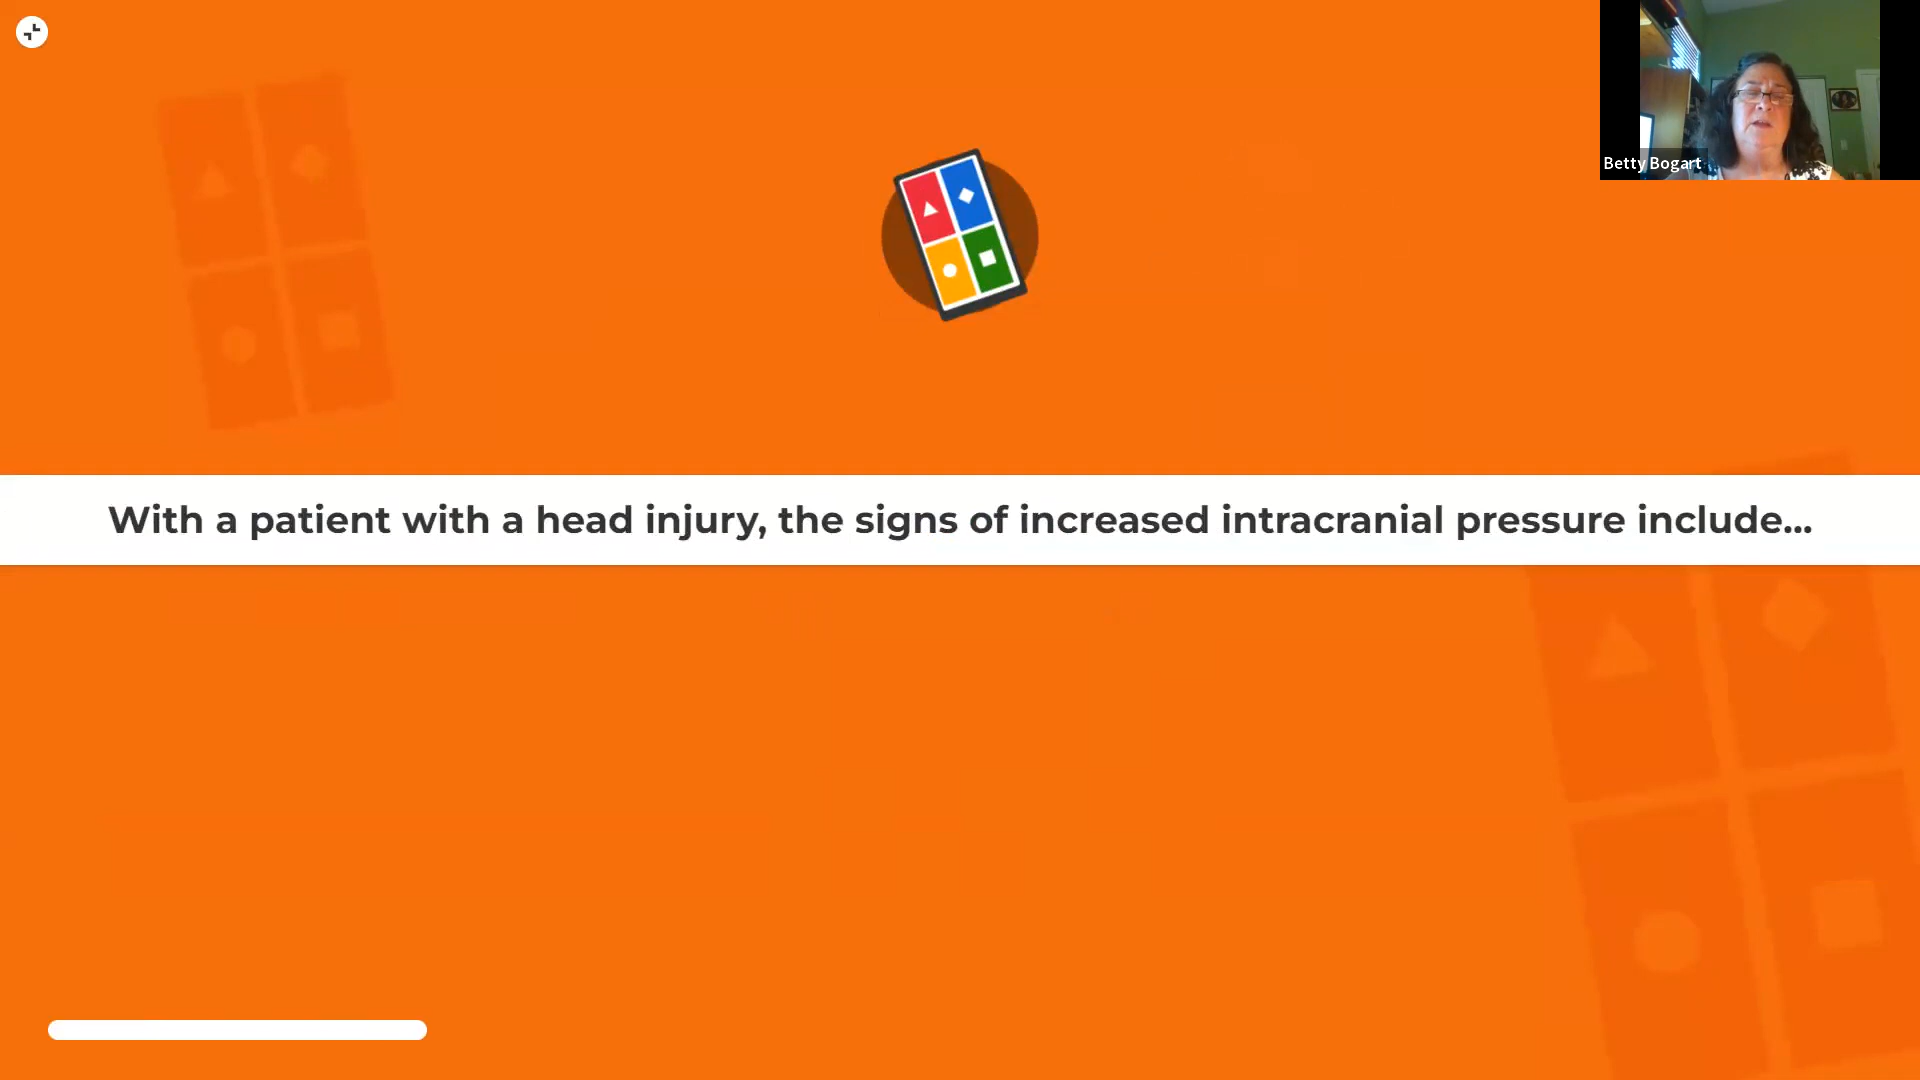 Betty Bogart
With a patient with a head injury, the signs of increased intracranial pressure include...